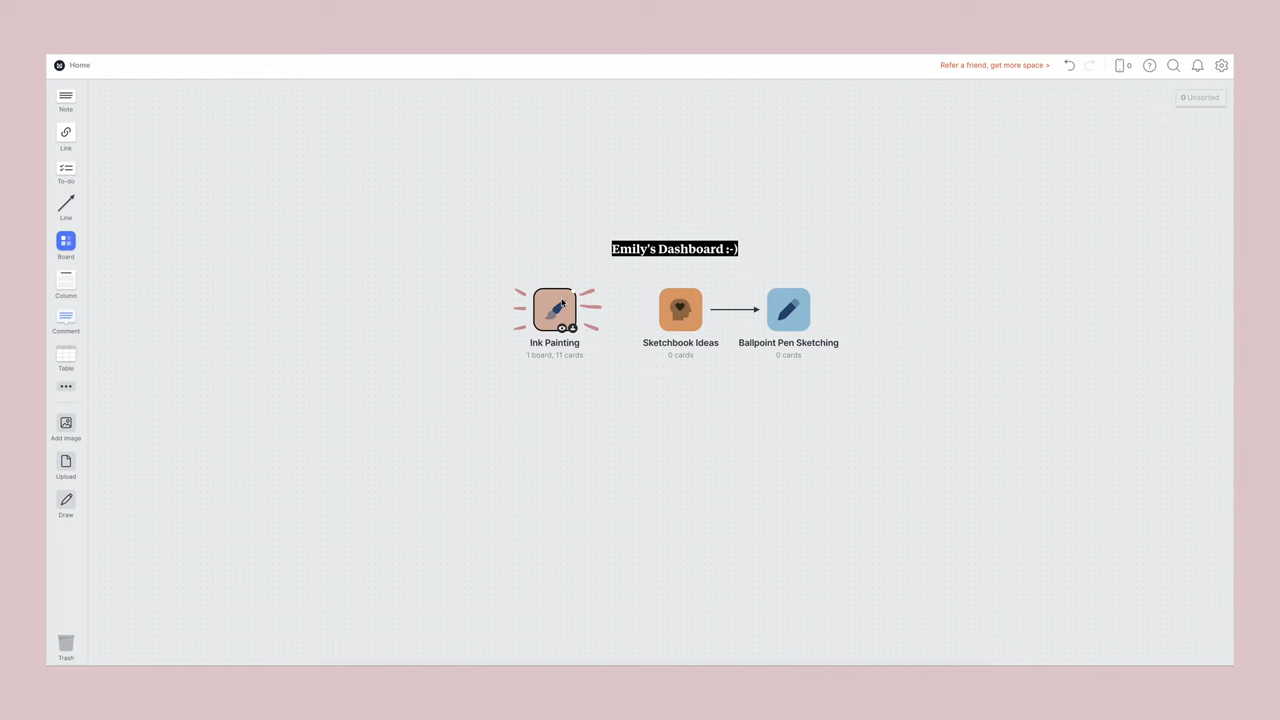 Home
Refer a friend, get more space >
0
?
0 Unsorted
Note
Link
To-do
Line
Board
Column
Comment
Table
Add image
Upload
Draw
Trash
Emily's Dashboard :-)
Ink Painting
1 board, 11 cards
Sketchbook Ideas
0 cards
Ballpoint Pen Sketching
0 cards